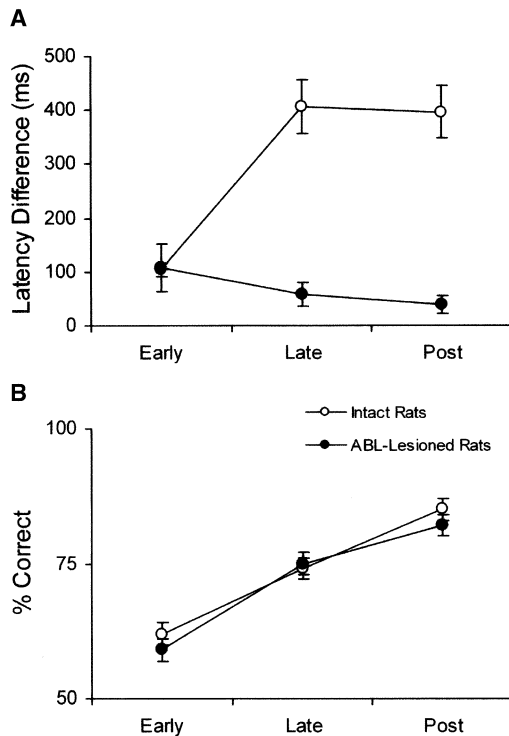 A
Latency Difference (ms)
500
400
300
200
100
0
Early Late Post
B
Intact Rats
ABL-Lesioned Rats
% Correct
100
75
50
Early Late Post